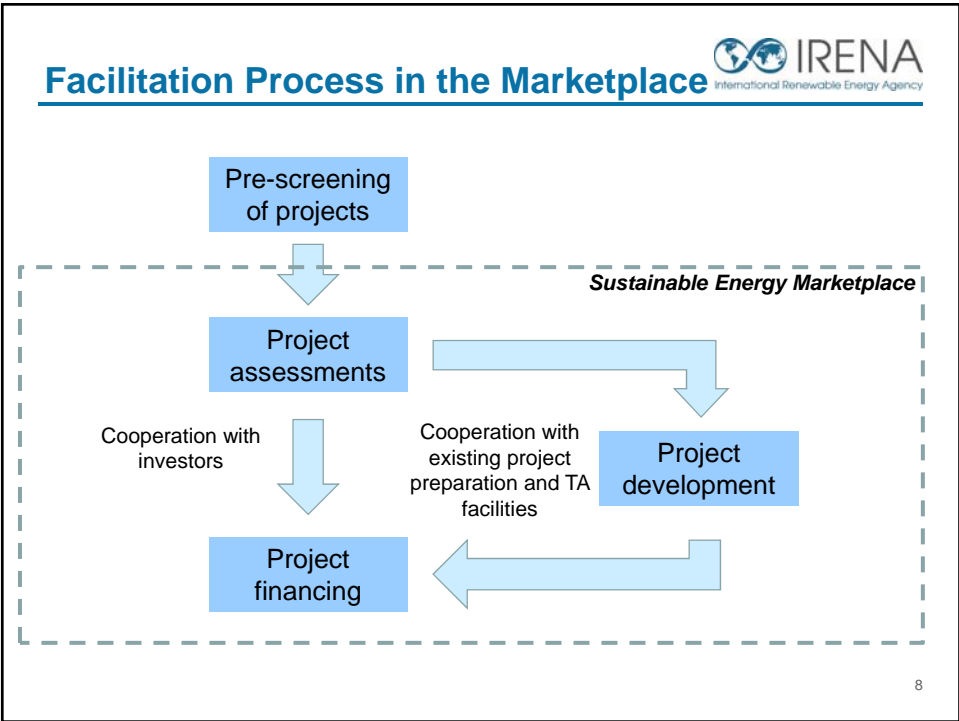 Facilitation Process in the Marketplace
IRENA
International Renewable Energy Agency
Pre-screening
of projects
Sustainable Energy Marketplace
Project
assessments
Cooperation with
investors
Cooperation with
existing project
preparation and TA
facilities
Project
development
Project
financing
8